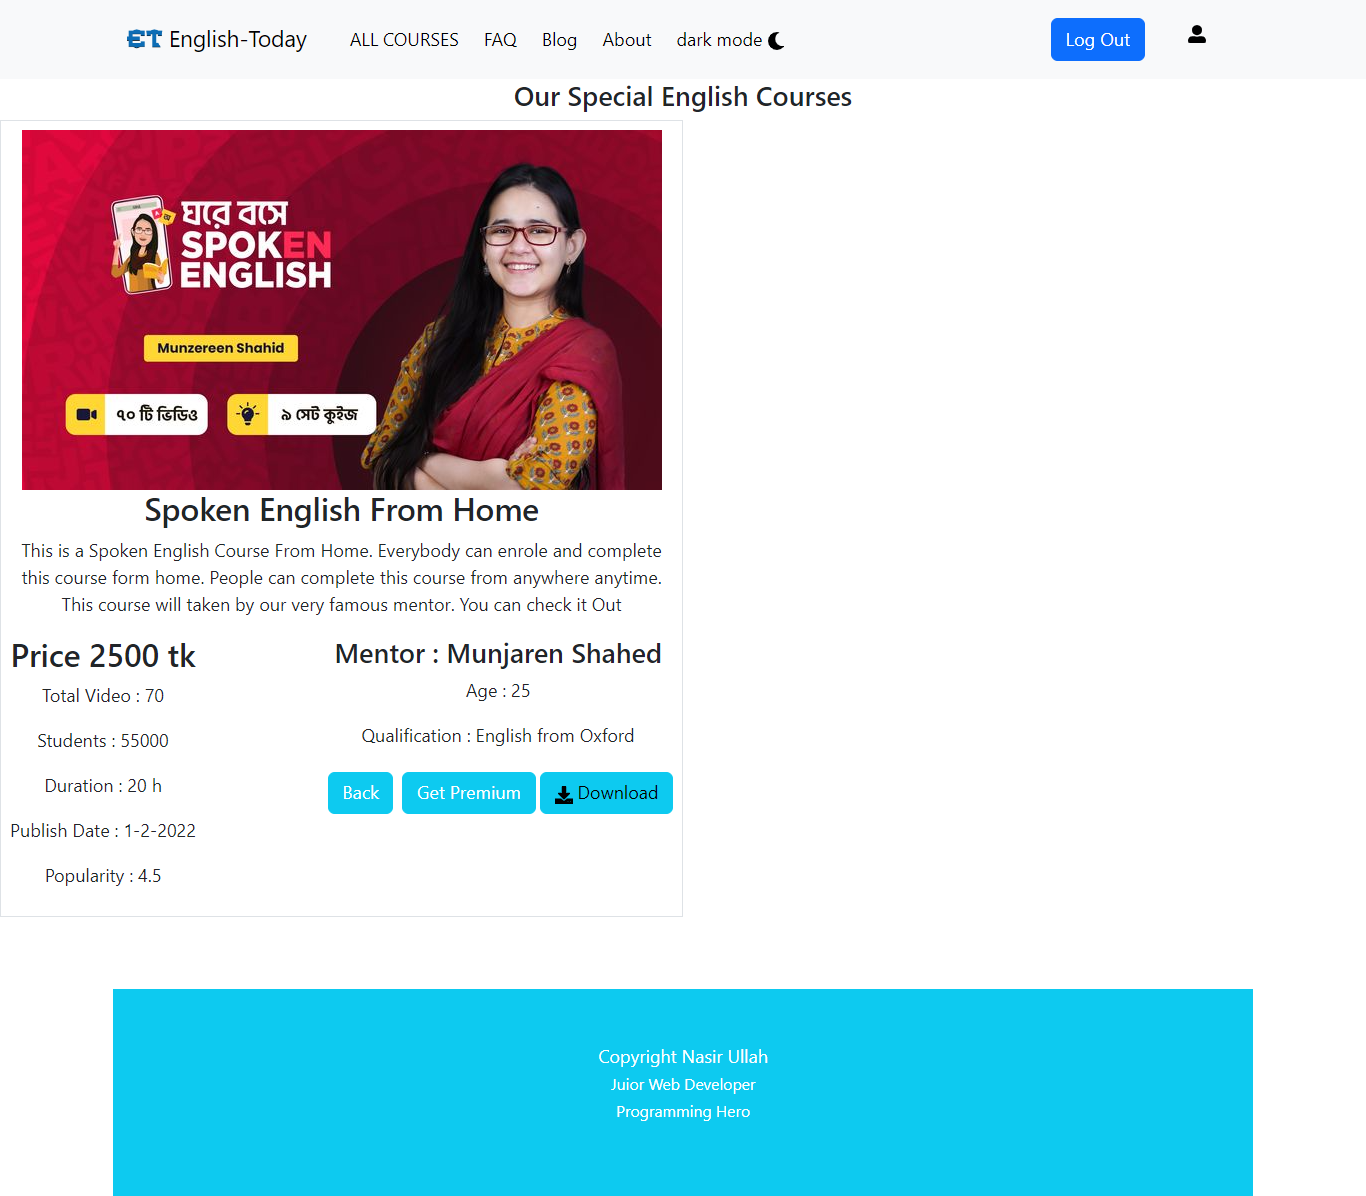 ET English-Today ALL COURSES FAQ Blog About dark mode Log Out
Our Special English Courses
ঘরে বসে
SPOKEN
ENGLISH
Munzereen Shahid
৭০ টি ভিডিও ৯ সেট কুইজ
Spoken English From Home
This is a Spoken English Course From Home. Everybody can enrole and complete
this course form home. People can complete this course from anywhere anytime.
This course will taken by our very famous mentor. You can check it Out
Price 2500 tk
Total Video : 70
Students : 55000
Duration : 20 h
Publish Date : 1-2-2022
Popularity : 4.5
Mentor : Munjaren Shahed
Age : 25
Qualification : English from Oxford
Back Get Premium Download
Copyright Nasir Ullah
Juior Web Developer
Programming Hero